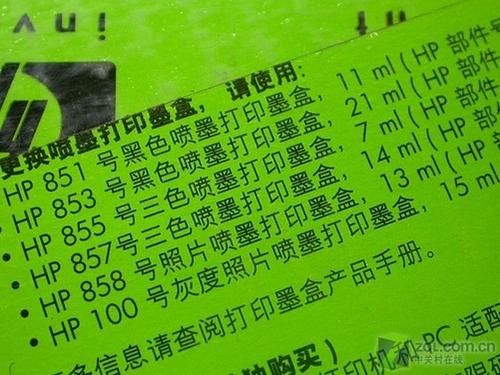 更换喷墨打印墨盒，请使用：
• HP 851 号黑色喷墨打印墨盒，11 ml ( HP 部件
• HP 853 号黑色喷墨打印墨盒，21 ml ( HP 部件
• HP 855 号三色喷墨打印墨盒，7 ml ( HP 部件
• HP 857号三色喷墨打印墨盒，14 ml ( HP
• HP 858 号照片喷墨打印墨盒，13 ml (
• HP 100 号灰度照片喷墨打印墨盒，15 ml
信息请查阅打印墨盒产品手册。
独购买）
印机和 PC 适配
zol.com.cn
中关村在线